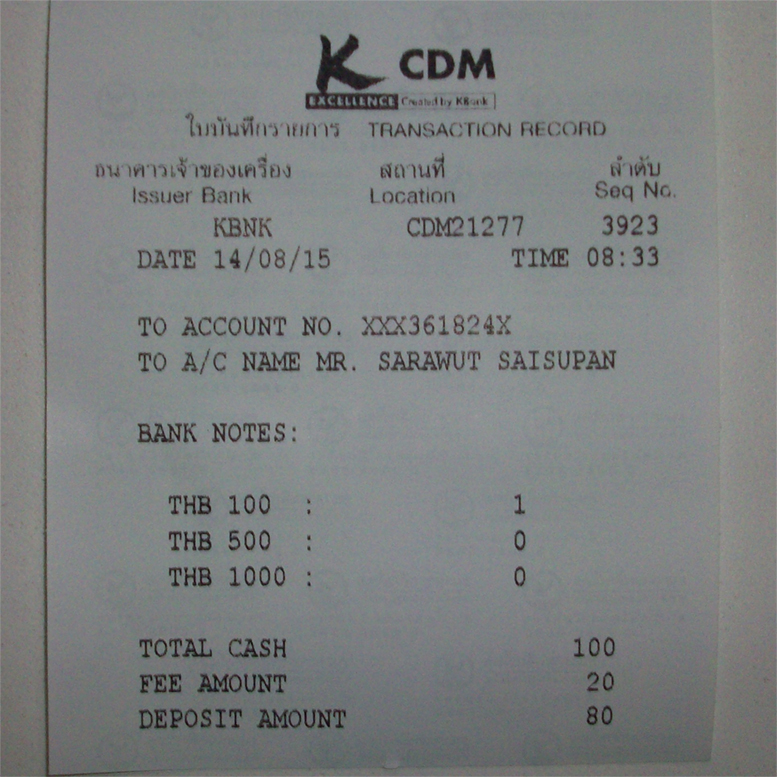 K CDM
EXCELLENCE Created by KBank
ใบบันทึกรายการ TRANSACTION RECORD
ธนาคารเจ้าของเครื่อง สถานที่ ลำดับ
Issuer Bank Location Seq No.
KBNK CDM21277 3923
DATE 14/08/15 TIME 08:33
TO ACCOUNT NO. XXX361824X
TO A/C NAME MR. SARAWUT SAISUPAN
BANK NOTES:
THB 100 : 1
THB 500 : 0
THB 1000 : 0
TOTAL CASH 100
FEE AMOUNT 20
DEPOSIT AMOUNT 80